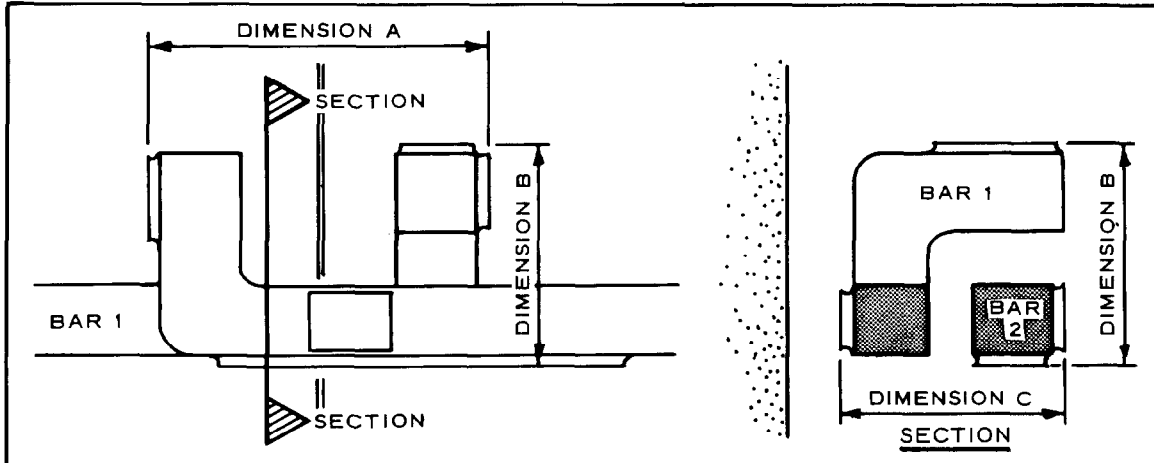 DIMENSION A
SECTION
DIMENSION B
BAR 1
SECTION
BAR 1
DIMENSION B
BAR
2
DIMENSION C
SECTION